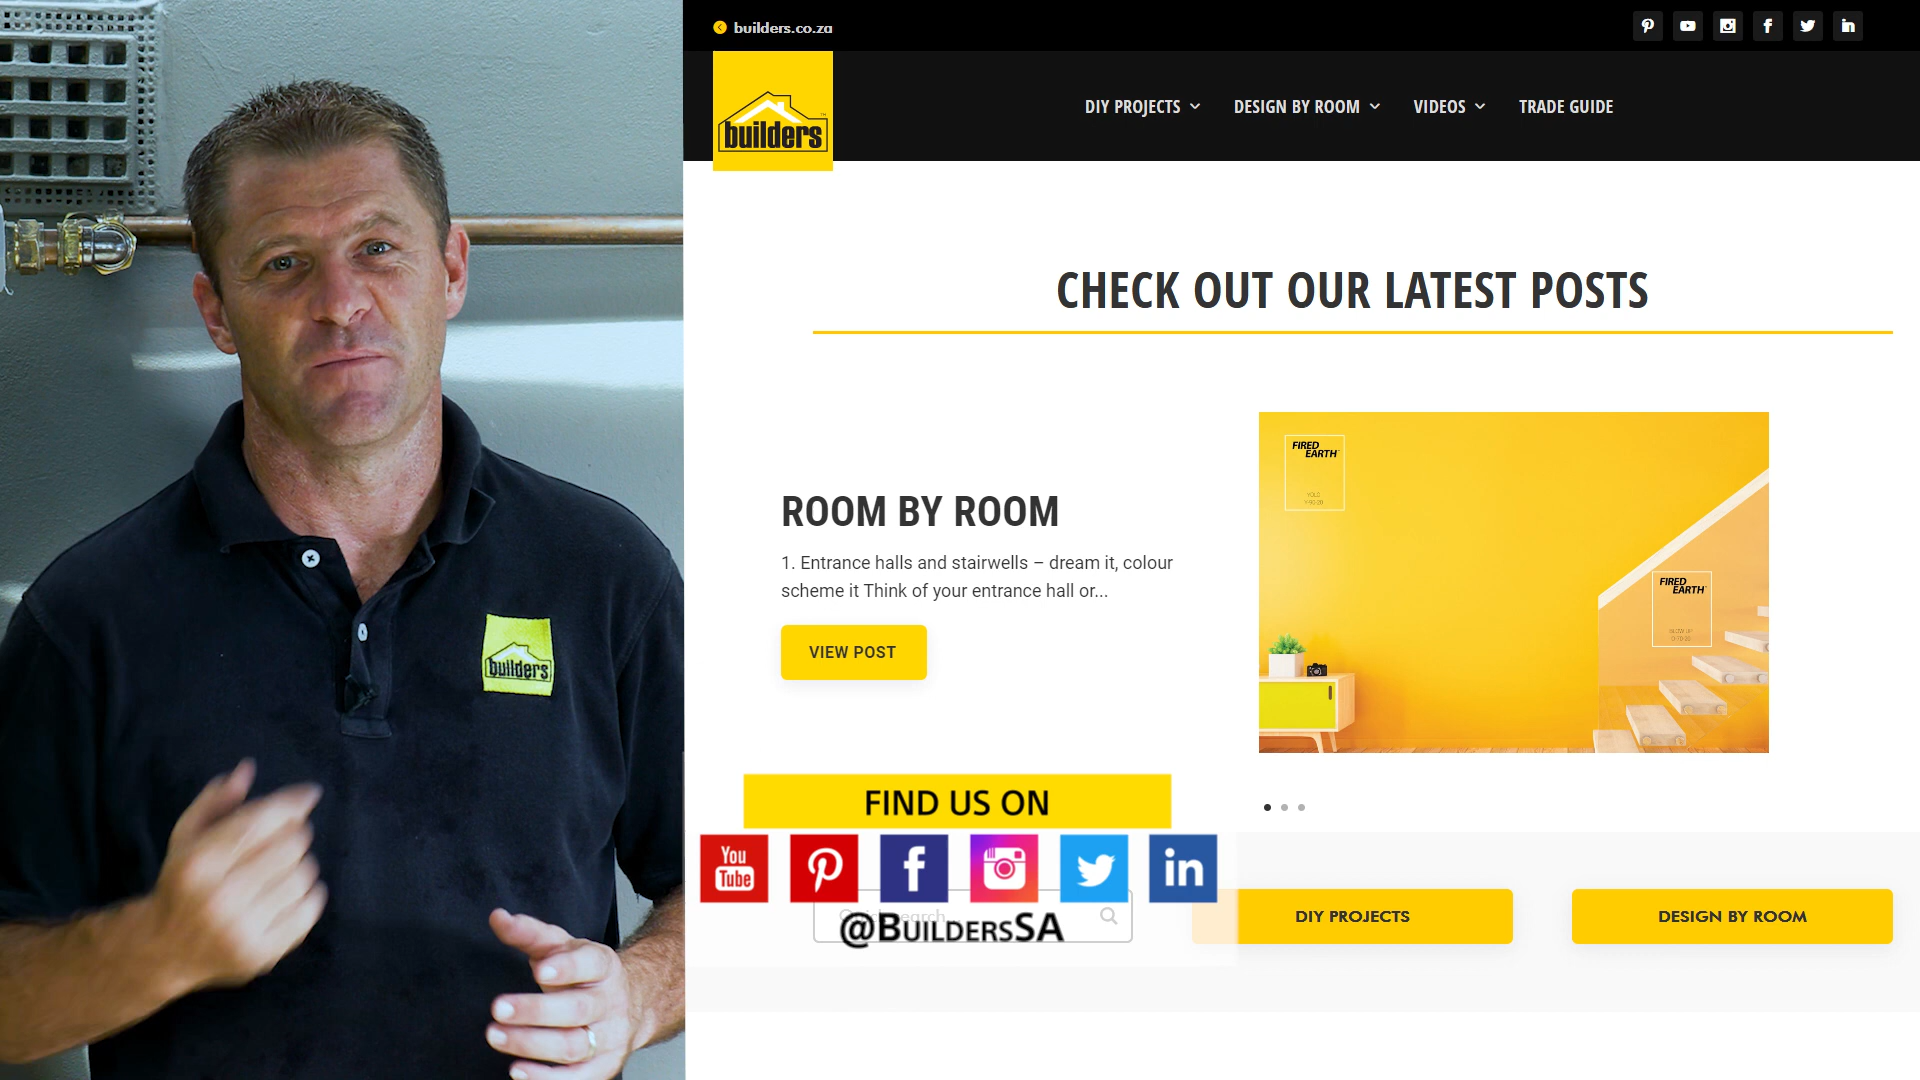 builders.co.za
builders
DIY PROJECTS
DESIGN BY ROOM
VIDEOS
TRADE GUIDE
CHECK OUT OUR LATEST POSTS
FIRED
EARTH
ROOM BY ROOM
1. Entrance halls and stairwells – dream it, colour
scheme it Think of your entrance hall or...
VIEW POST
FIRED
EARTH
builders
FIND US ON
You
Tube
@BUILDERSSA
DIY PROJECTS
DESIGN BY ROOM